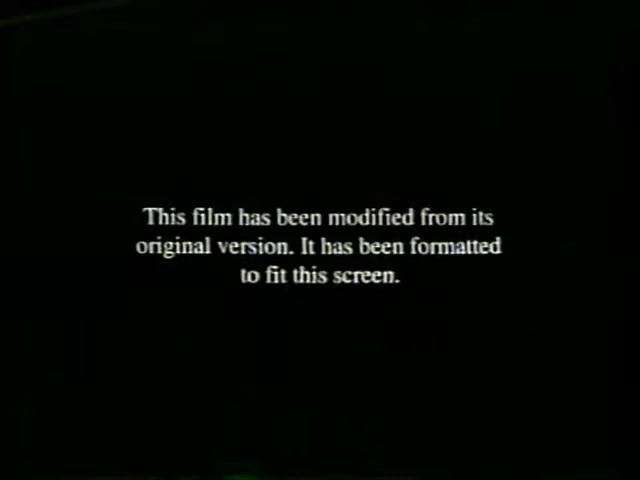 This film has been modified from its
original version. It has been formatted
to fit this screen.